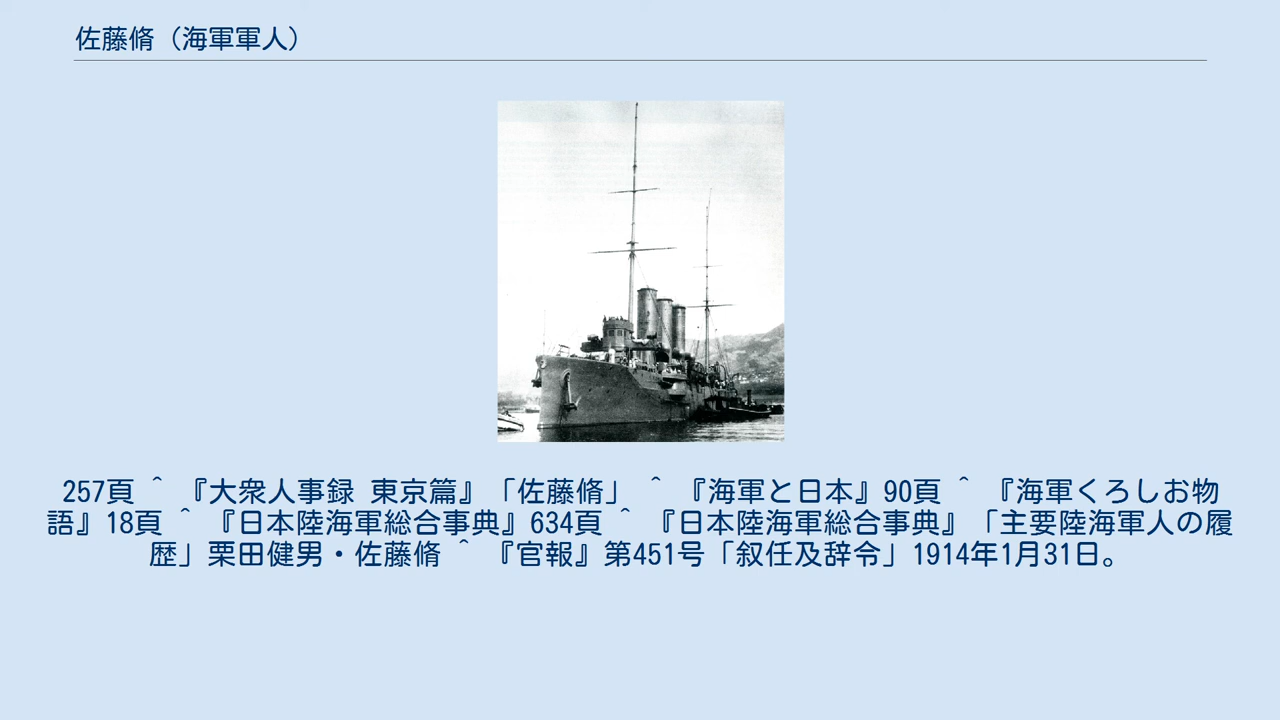 佐藤脩（海軍軍人）
257頁 ^ 『大衆人事録 東京篇』「佐藤脩」 ^ 『海軍と日本』90頁 ^ 『海軍くろしお物
語』18頁 ^ 『日本陸海軍総合事典』634頁 ^ 『日本陸海軍総合事典』「主要陸海軍人の履
歴」栗田健男・佐藤脩 ^ 『官報』第451号「叙任及辞令」1914年1月31日。